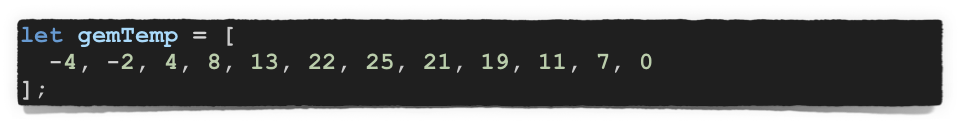 let gemTemp = [
  -4, -2, 4, 8, 13, 22, 25, 21, 19, 11, 7, 0
];